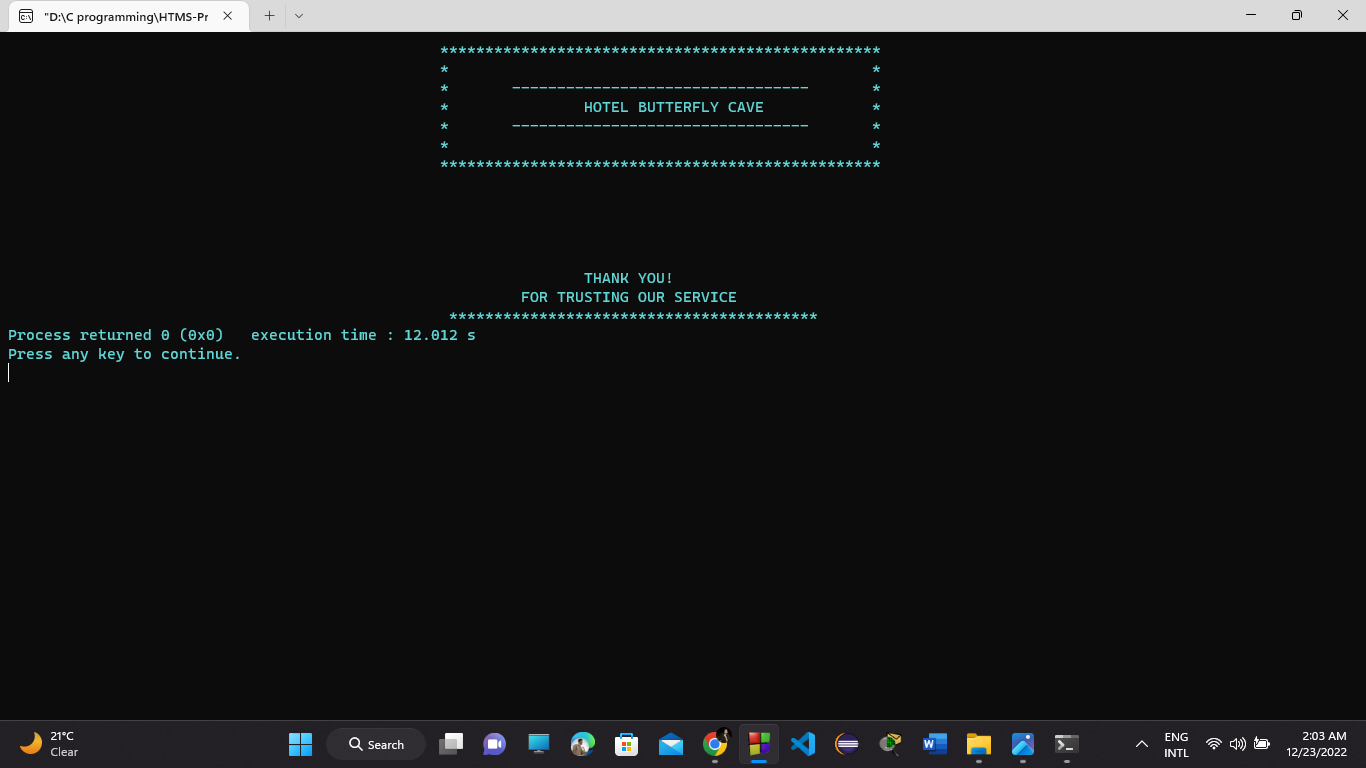 "D:\C programming\HTMS-Pr
*************************************************
* *
* --------------------------------- *
* HOTEL BUTTERFLY CAVE *
* --------------------------------- *
* *
*************************************************
THANK YOU!
FOR TRUSTING OUR SERVICE
*****************************************
Process returned 0 (0x0)   execution time : 12.012 s
Press any key to continue.
21°C
Clear
Search
ENG
INTL
2:03 AM
12/23/2022